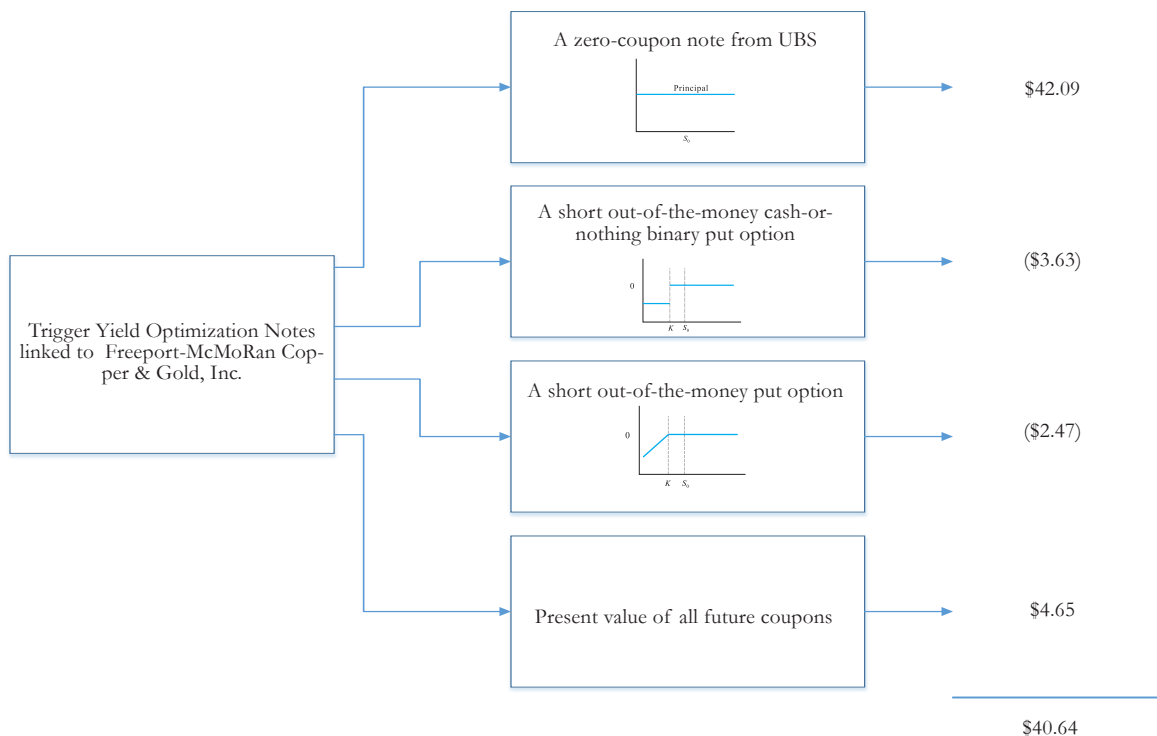 A zero-coupon note from UBS
Principal
S0
$42.09
A short out-of-the-money cash-or-
nothing binary put option
0
K
S0
($3.63)
Trigger Yield Optimization Notes
linked to Freeport-McMoRan Cop-
per & Gold, Inc.
A short out-of-the-money put option
0
K
S0
($2.47)
Present value of all future coupons
$4.65
$40.64